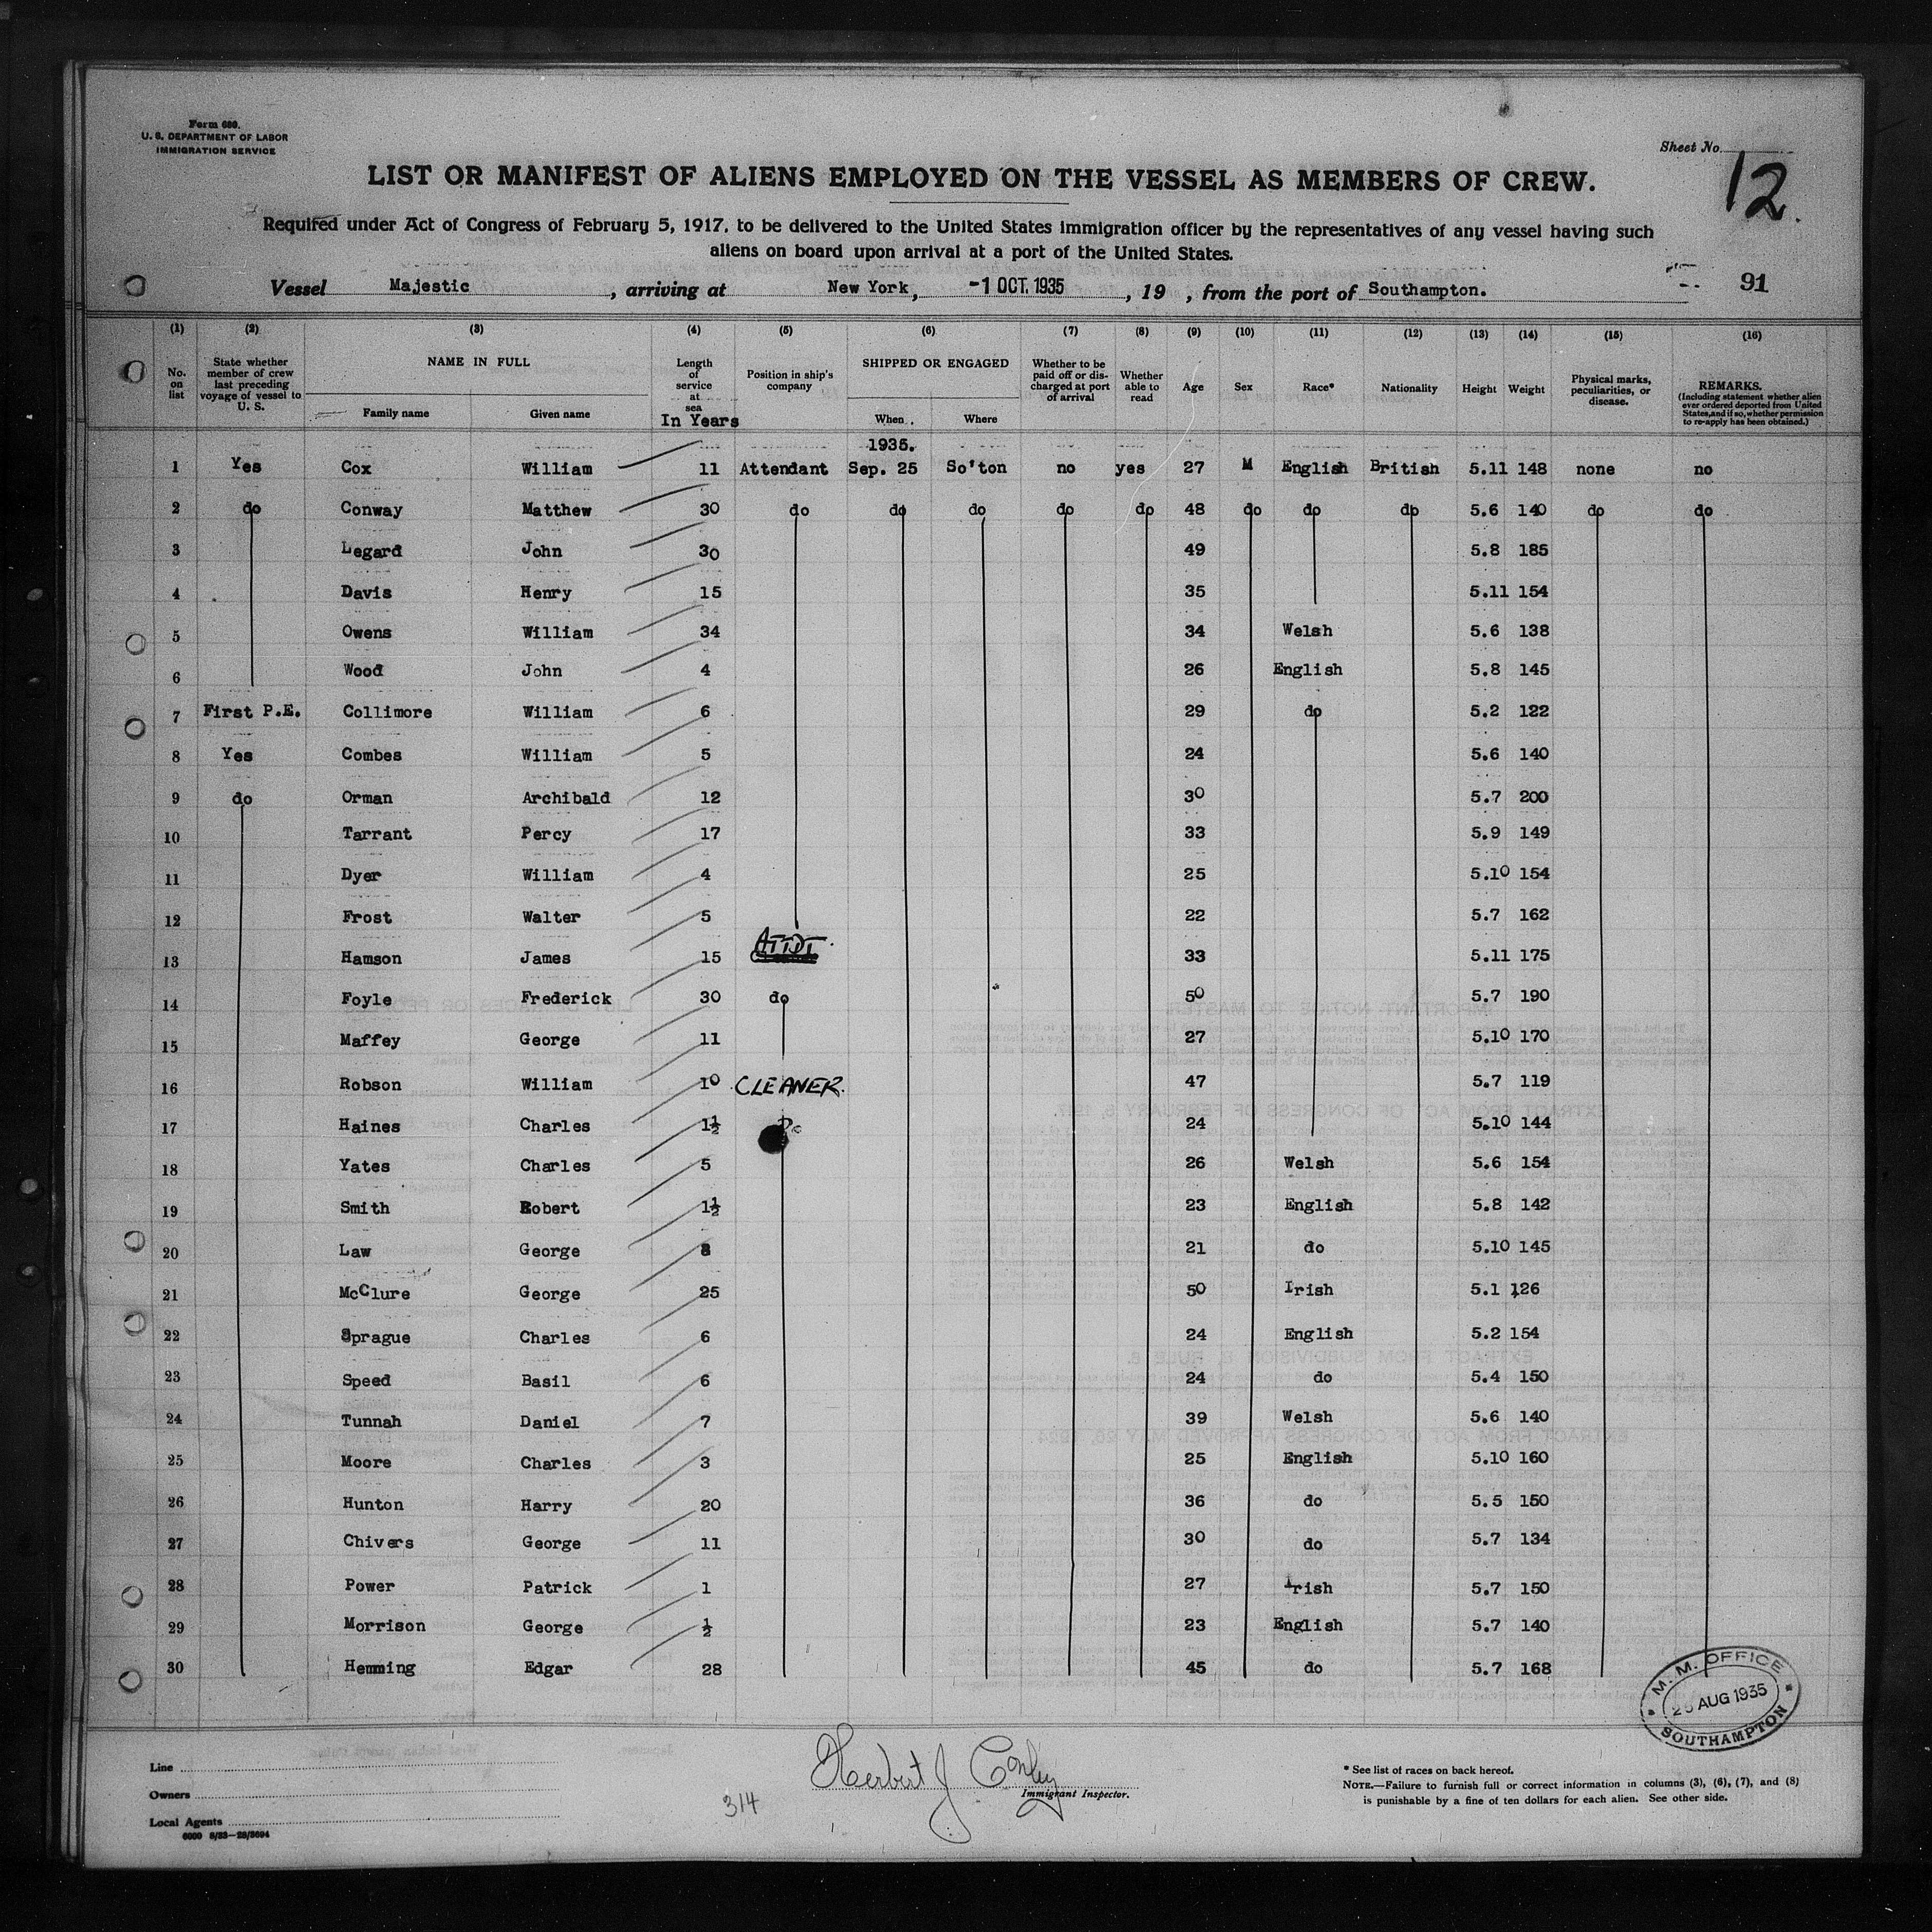 Form 680.
U. S. DEPARTMENT OF LABOR
IMMIGRATION SERVICE
Sheet No.
12.
LIST OR MANIFEST OF ALIENS EMPLOYED ON THE VESSEL AS MEMBERS OF CREW.
Required under Act of Congress of February 5, 1917, to be delivered to the United States immigration officer by the representatives of any vessel having such
aliens on board upon arrival at a port of the United States.
Vessel Majestic, arriving at New York, -1 OCT. 1935, 19 , from the port of Southampton. 91
(1) (2) (3) (4) (5) (6) (7) (8) (9) (10) (11) (12) (13) (14) (15) (16)
No. on list State whether member of crew last preceding voyage of vessel to U. S. NAME IN FULL Family name Given name Length of service at sea In Years Position in ship's company SHIPPED OR ENGAGED When. Where Whether to be paid off or discharged at port of arrival Whether able to read Age Sex Race* Nationality Height Weight Physical marks, peculiarities, or disease. REMARKS. (Including statement whether alien ever ordered deported from United States, and if so, whether permission to re-apply has been obtained.)
1935.
1 Yes Cox William 11 Attendant Sep. 25 So'ton no yes 27 M English British 5.11 148 none no
2 do Conway Matthew 30 do do do do do 48 do do do 5.6 140 do do
3 Legard John 30 49 5.8 185
4 Davis Henry 15 35 5.11 154
5 Owens William 34 34 Welsh 5.6 138
6 Wood John 4 26 English 5.8 145
7 First P.E. Collimore William 6 29 do 5.2 122
8 Yes Combes William 5 24 5.6 140
9 do Orman Archibald 12 30 5.7 200
10 Tarrant Percy 17 33 5.9 149
11 Dyer William 4 25 5.10 154
12 Frost Walter 5 22 5.7 162
13 Hamson James 15 ATTDT. 33 5.11 175
14 Foyle Frederick 30 do 50 5.7 190
15 Maffey George 11 27 5.10 170
16 Robson William 10 CLEANER. 47 5.7 119
17 Haines Charles 1½ Do 24 5.10 144
18 Yates Charles 5 26 Welsh 5.6 154
19 Smith Robert 1½ 23 English 5.8 142
20 Law George 21 do 5.10 145
21 McClure George 25 50 Irish 5.1 126
22 Sprague Charles 6 24 English 5.2 154
23 Speed Basil 6 24 do 5.4 150
24 Tunnah Daniel 7 39 Welsh 5.6 140
25 Moore Charles 3 25 English 5.10 160
26 Hunton Harry 20 36 do 5.5 150
27 Chivers George 11 30 do 5.7 134
28 Power Patrick 1 27 Irish 5.7 150
29 Morrison George ½ 23 English 5.7 140
30 Hemming Edgar 28 45 do 5.7 168
M. M. OFFICE
AUG 1935
SOUTHAMPTON
Line
Owners
Local Agents
6000 8/33—28/3694
314
Herbert J Conley
Immigrant Inspector.
* See list of races on back hereof.
NOTE.—Failure to furnish full or correct information in columns (3), (6), (7), and (8)
is punishable by a fine of ten dollars for each alien. See other side.